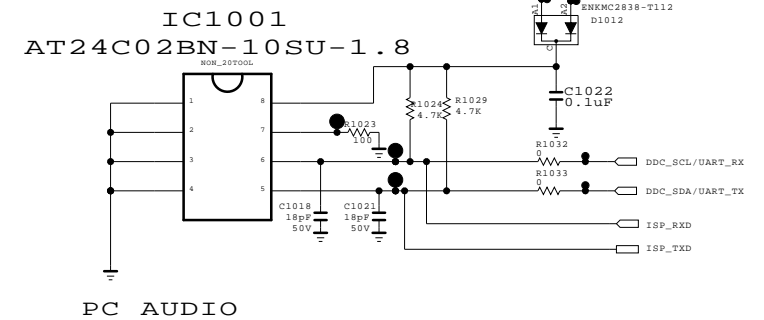 IC1001
AT24C02BN-10SU-1.8
NON_20TOOL
A1
A2
ENKMC2838-T112
D1012
C
C1022
0.1uF
1
2
3
4
8
7
6
5
R1023
100
R1024
4.7K
R1029
4.7K
R1032
0
R1033
0
DDC_SCL/UART_RX
DDC_SDA/UART_TX
ISP_RXD
ISP_TXD
C1018
18pF
50V
C1021
18pF
50V
PC AUDIO